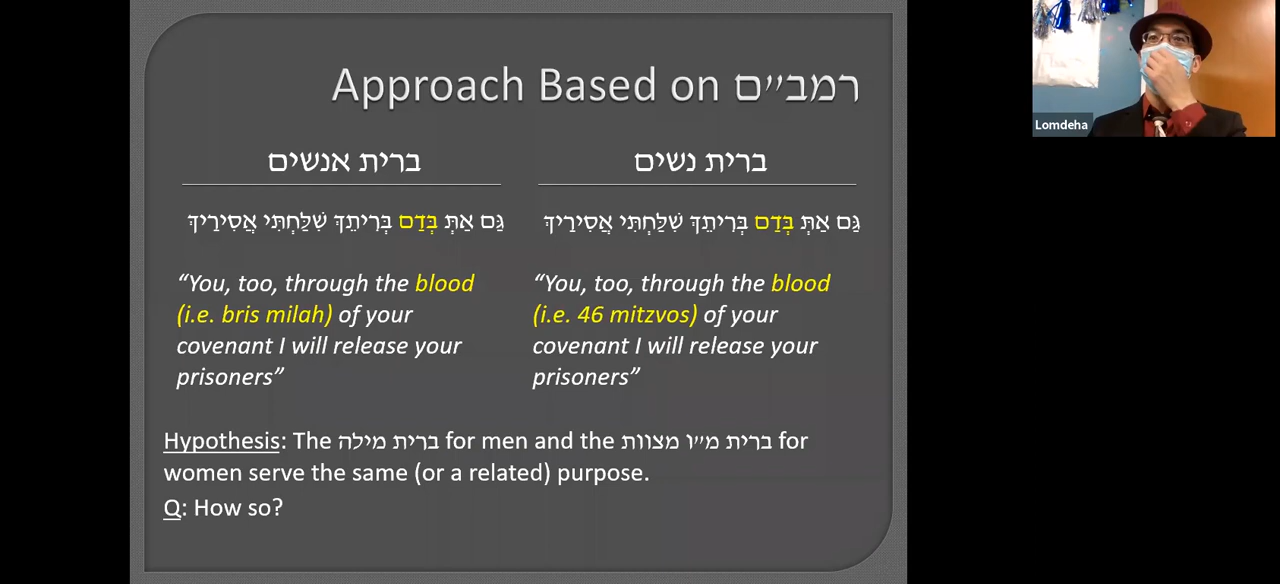 Approach Based on רמב״ם
ברית אנשים
ברית נשים
גַּם אַתְּ בְּדַם בְּרִיתֵךְ שִׁלַּחְתִּי אֲסִירַיִךְ
גַּם אַתְּ בְּדַם בְּרִיתֵךְ שִׁלַּחְתִּי אֲסִירַיִךְ
“You, too, through the blood
(i.e. bris milah) of your
covenant I will release your
prisoners”
“You, too, through the blood
(i.e. 46 mitzvos) of your
covenant I will release your
prisoners”
Hypothesis: The ברית מילה for men and the ברית מ״ו מצוות for
women serve the same (or a related) purpose.
Q: How so?
Lomdeha